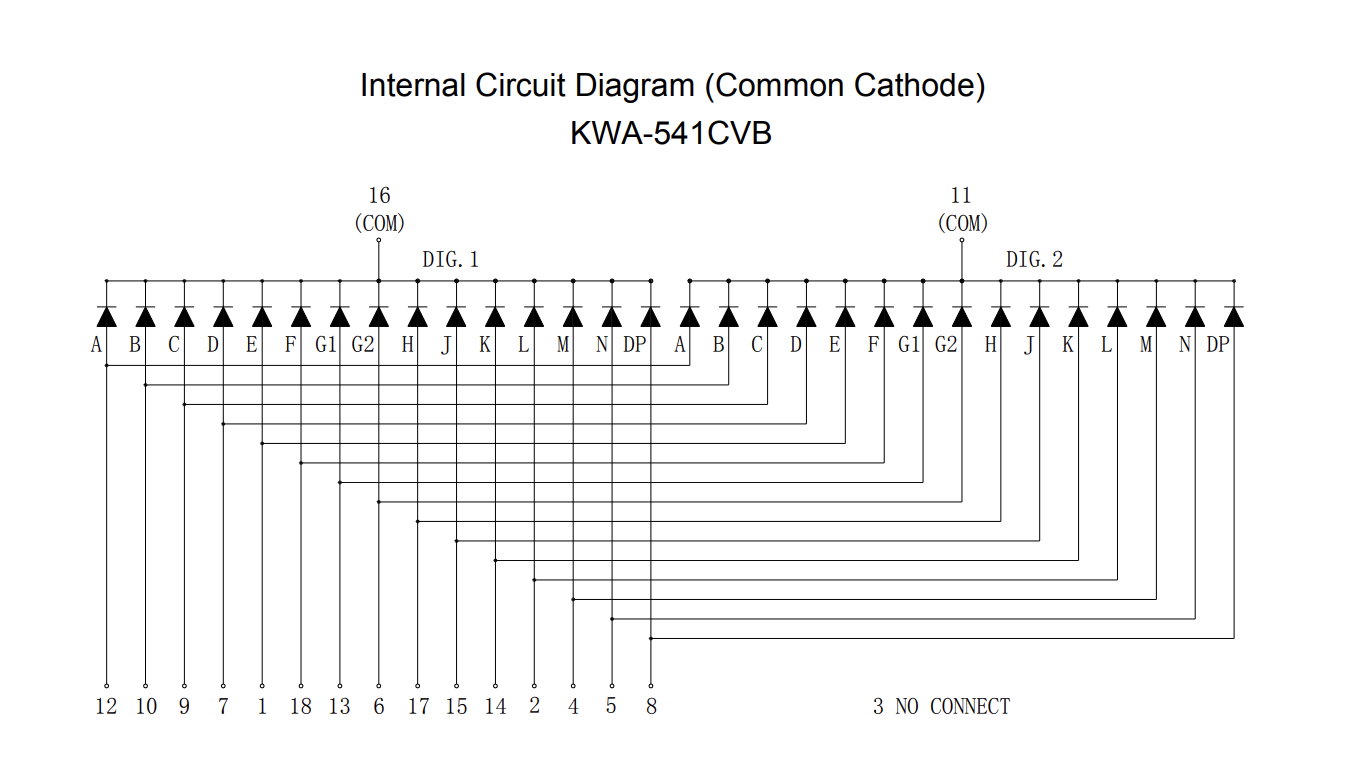 Internal Circuit Diagram (Common Cathode)
KWA-541CVB
16 11
(COM) (COM)
DIG.1 DIG.2
A B C D E F G1 G2 H J K L M N DP A B C D E F G1 G2 H J K L M N DP
12 10 9 7 1 18 13 6 17 15 14 2 4 5 8 3 NO CONNECT